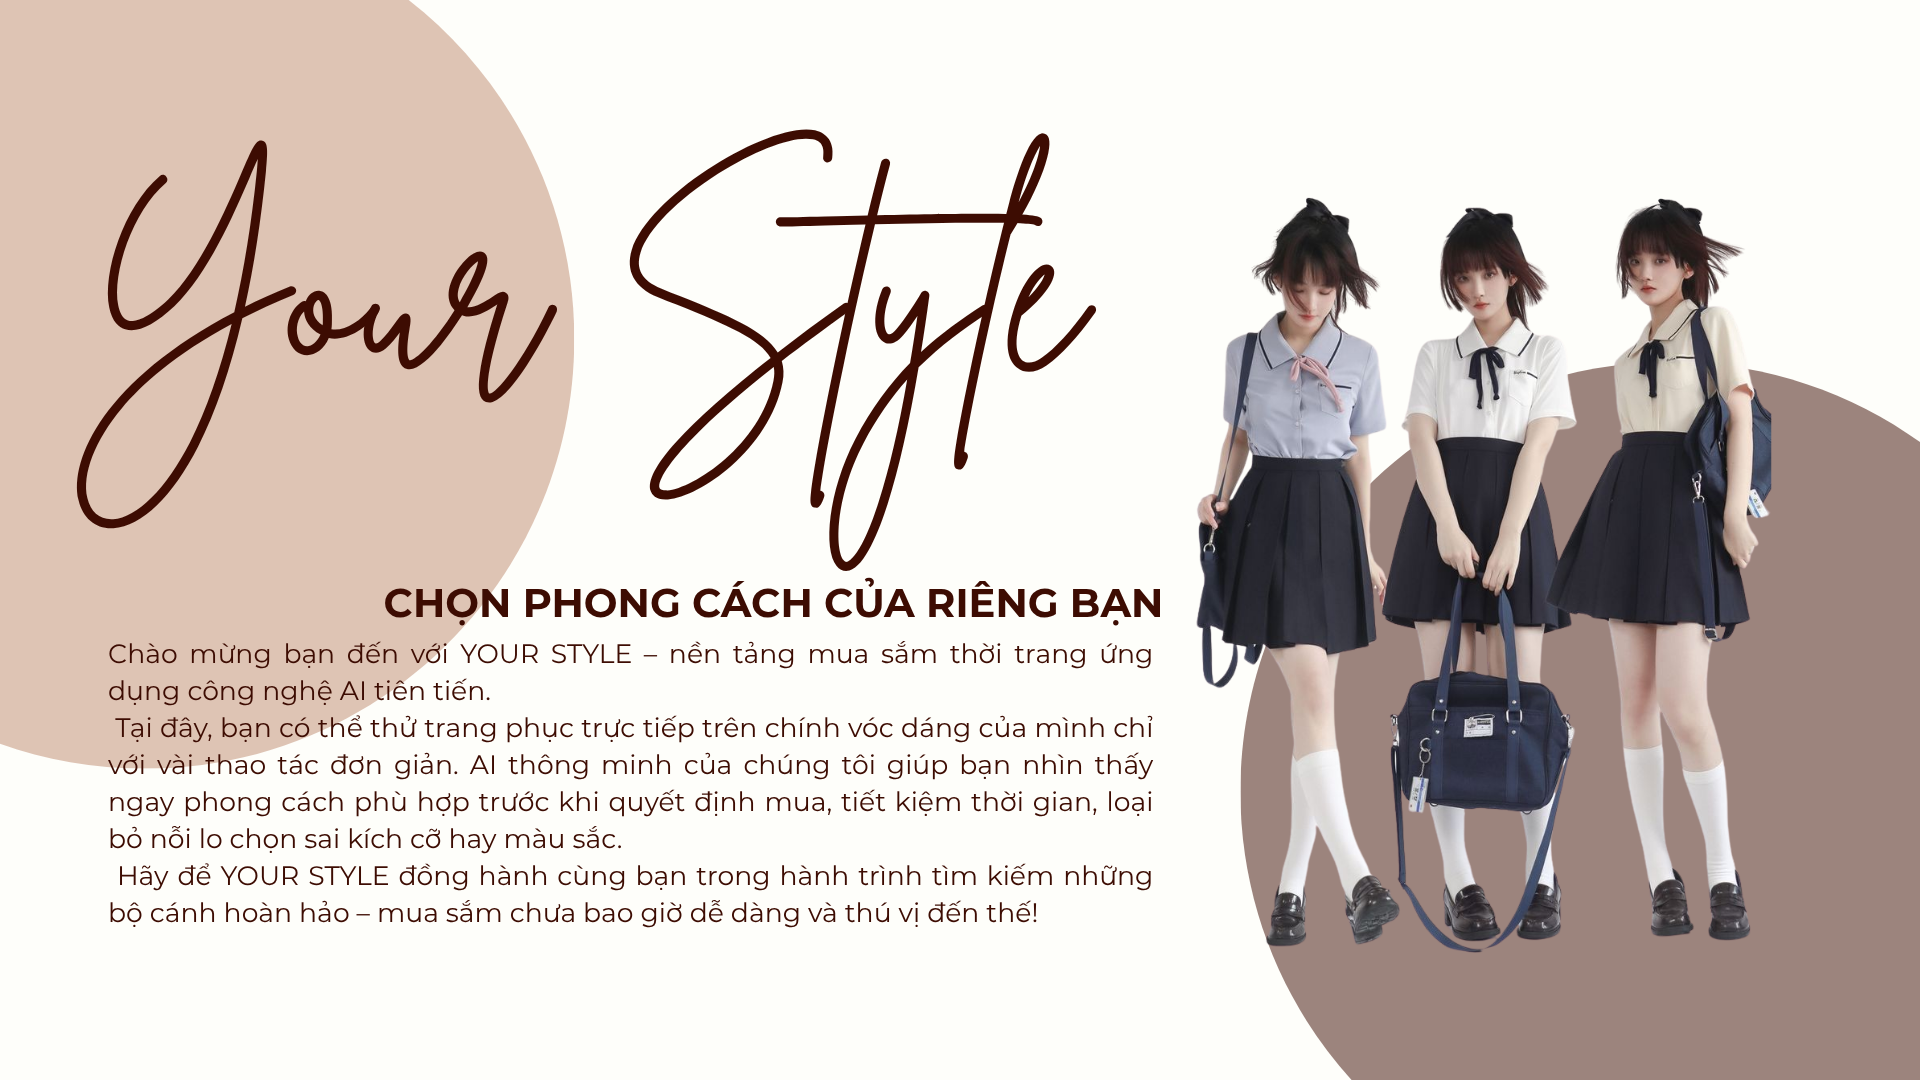 Your Style
CHỌN PHONG CÁCH CỦA RIÊNG BẠN
Chào mừng bạn đến với YOUR STYLE – nền tảng mua sắm thời trang ứng
dụng công nghệ AI tiên tiến.
Tại đây, bạn có thể thử trang phục trực tiếp trên chính vóc dáng của mình chỉ
với vài thao tác đơn giản. AI thông minh của chúng tôi giúp bạn nhìn thấy
ngay phong cách phù hợp trước khi quyết định mua, tiết kiệm thời gian, loại
bỏ nỗi lo chọn sai kích cỡ hay màu sắc.
Hãy để YOUR STYLE đồng hành cùng bạn trong hành trình tìm kiếm những
bộ cánh hoàn hảo – mua sắm chưa bao giờ dễ dàng và thú vị đến thế!